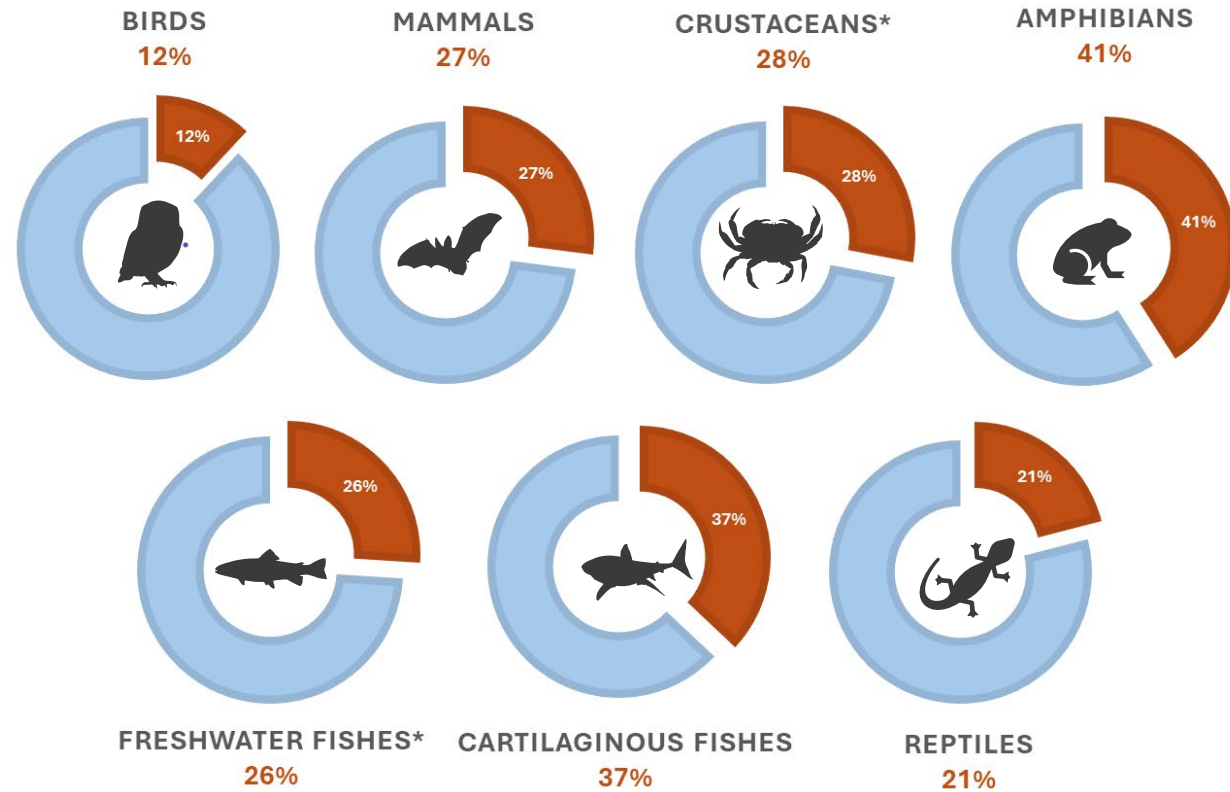 BIRDS
12%
MAMMALS
27%
CRUSTACEANS*
28%
AMPHIBIANS
41%
12%
27%
28%
41%
26%
37%
21%
FRESHWATER FISHES*
26%
CARTILAGINOUS FISHES
37%
REPTILES
21%